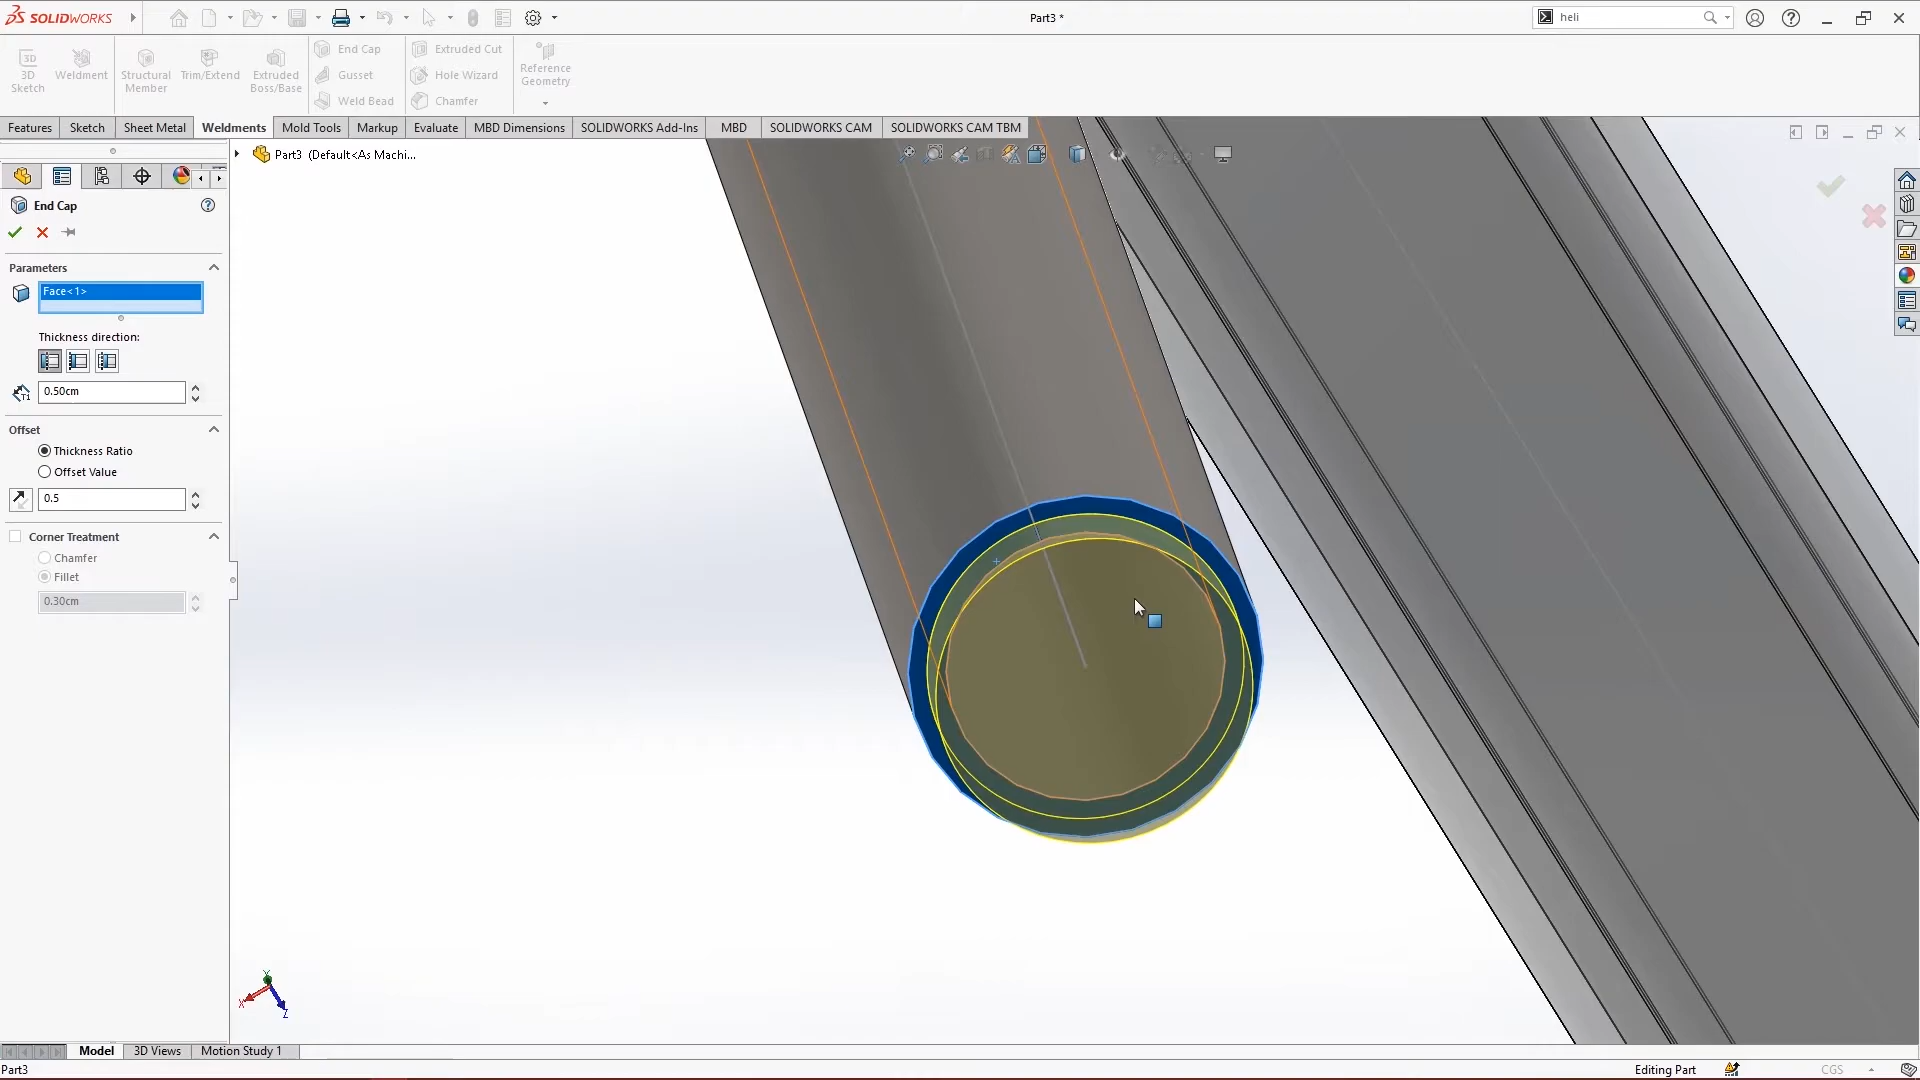 SOLIDWORKS
Part3 *
heli
3D Sketch
Weldment
Structural Member
Trim/Extend
Extruded Boss/Base
End Cap
Gusset
Weld Bead
Extruded Cut
Hole Wizard
Chamfer
Reference Geometry
Features
Sketch
Sheet Metal
Weldments
Mold Tools
Markup
Evaluate
MBD Dimensions
SOLIDWORKS Add-Ins
MBD
SOLIDWORKS CAM
SOLIDWORKS CAM TBM
Part3 (Default<As Machi...
End Cap
Parameters
Face<1>
Thickness direction:
0.50cm
Offset
Thickness Ratio
Offset Value
0.5
Corner Treatment
Chamfer
Fillet
0.30cm
Y
X
Z
Model
3D Views
Motion Study 1
Part3
Editing Part
CGS